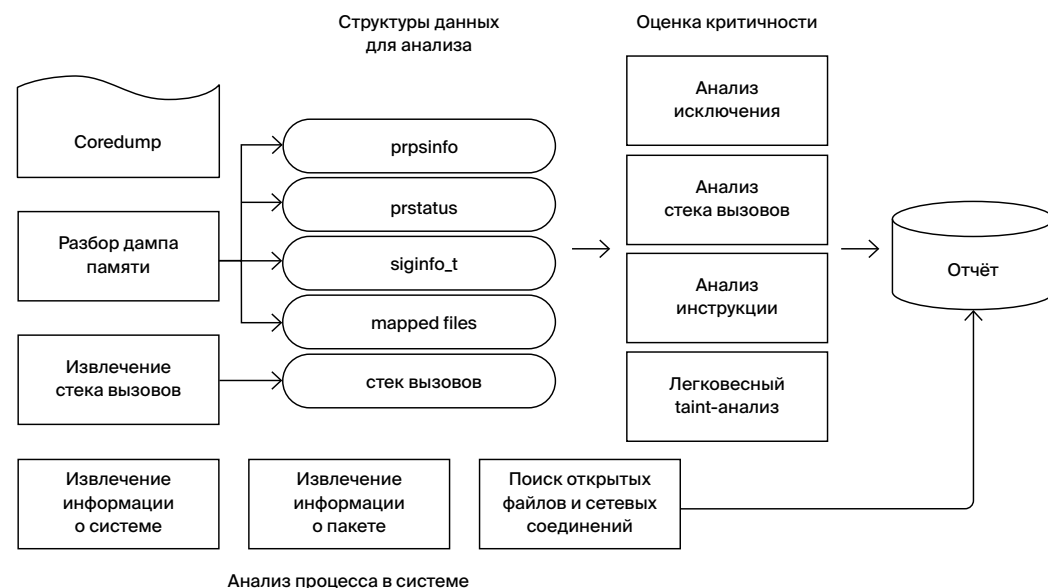 Структуры данных
для анализа
Оценка критичности
Coredump
Разбор дампа
памяти
Извлечение
стека вызовов
prpsinfo
prstatus
siginfo_t
mapped files
стек вызовов
Анализ
исключения
Анализ
стека вызовов
Анализ
инструкции
Легковесный
taint-анализ
Отчёт
Извлечение
информации
о системе
Извлечение
информации
о пакете
Поиск открытых
файлов и сетевых
соединений
Анализ процесса в системе